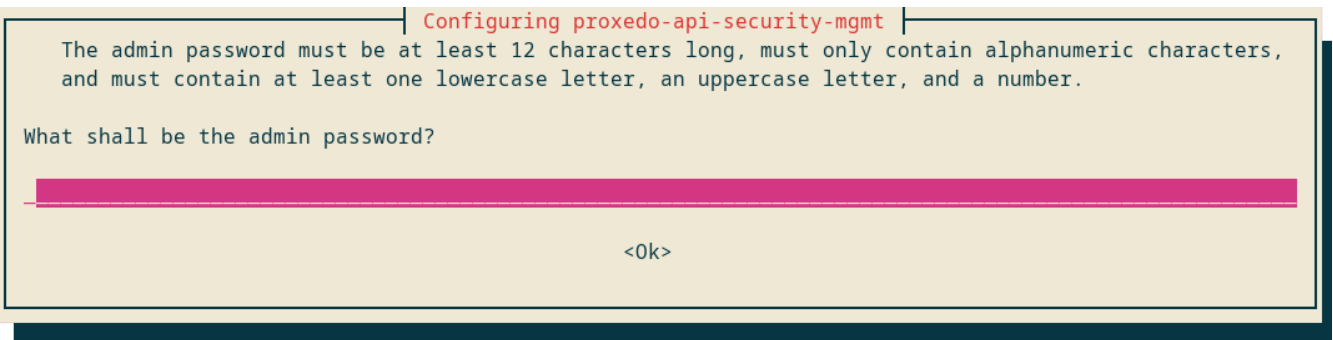 Configuring proxedo-api-security-mgmt
The admin password must be at least 12 characters long, must only contain alphanumeric characters,
and must contain at least one lowercase letter, an uppercase letter, and a number.
What shall be the admin password?
<Ok>